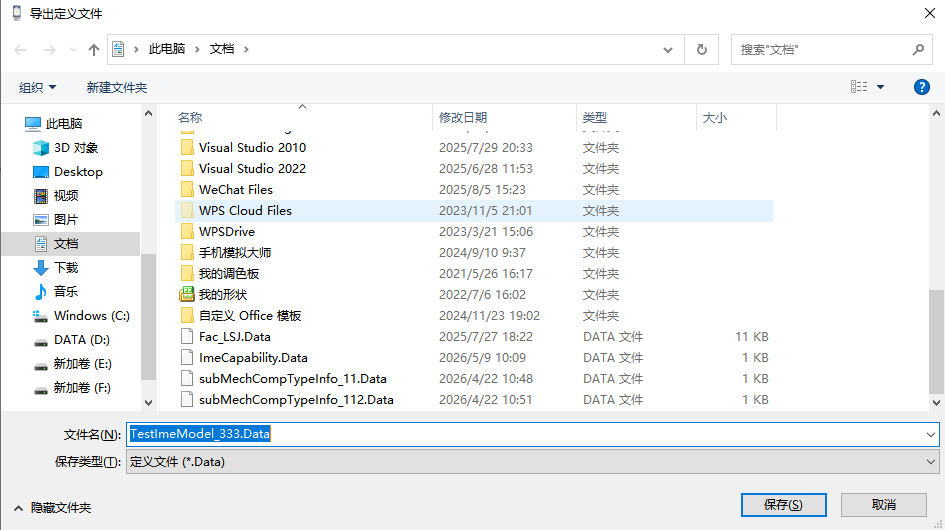 导出定义文件
此电脑 文档
搜索"文档"
组织 新建文件夹
名称 修改日期 类型 大小
此电脑
3D 对象
Desktop
视频
图片
文档
下载
音乐
Windows (C:)
DATA (D:)
新加卷 (E:)
新加卷 (F:)
Visual Studio 2010 2025/7/29 20:33 文件夹
Visual Studio 2022 2025/6/28 11:53 文件夹
WeChat Files 2025/8/5 15:23 文件夹
WPS Cloud Files 2023/11/5 21:01 文件夹
WPSDrive 2023/3/21 15:06 文件夹
手机模拟大师 2024/9/10 9:37 文件夹
我的调色板 2021/5/26 16:17 文件夹
我的形状 2022/7/6 16:02 文件夹
自定义 Office 模板 2024/11/23 19:02 文件夹
Fac_LSJ.Data 2025/7/27 18:22 DATA 文件 11 KB
ImeCapability.Data 2026/5/9 10:09 DATA 文件 1 KB
subMechCompTypeInfo_11.Data 2026/4/22 10:48 DATA 文件 1 KB
subMechCompTypeInfo_112.Data 2026/4/22 10:51 DATA 文件 1 KB
文件名(N): TestImeModel_333.Data
保存类型(T): 定义文件 (*.Data)
隐藏文件夹 保存(S) 取消